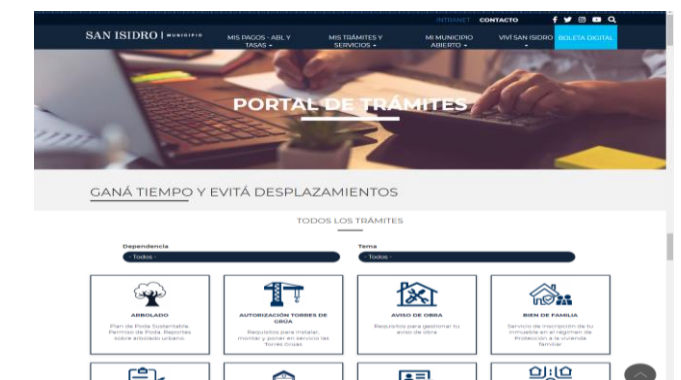 INTRANET CONTACTO
SAN ISIDRO | MUNICIPIO
MIS PAGOS - ABL Y TASAS
MIS TRÁMITES Y SERVICIOS
MI MUNICIPIO ABIERTO
VIVÍ SAN ISIDRO
BOLETA DIGITAL
PORTAL DE TRÁMITES
GANÁ TIEMPO Y EVITÁ DESPLAZAMIENTOS
TODOS LOS TRÁMITES
Dependencia
- Todos -
Tema
- Todos -
ARBOLADO
Plan de Poda Sustentable
Permiso de Poda. Reportes
sobre arbolado urbano.
AUTORIZACIÓN TORRES DE
GRÚA
Requisitos para instalar,
montar y poner en servicio las
Torres Grúas
AVISO DE OBRA
Requisitos para gestionar tu
aviso de obra
BIEN DE FAMILIA
Servicio de inscripción de tu
inmueble en el régimen de
Protección a la vivienda
familiar